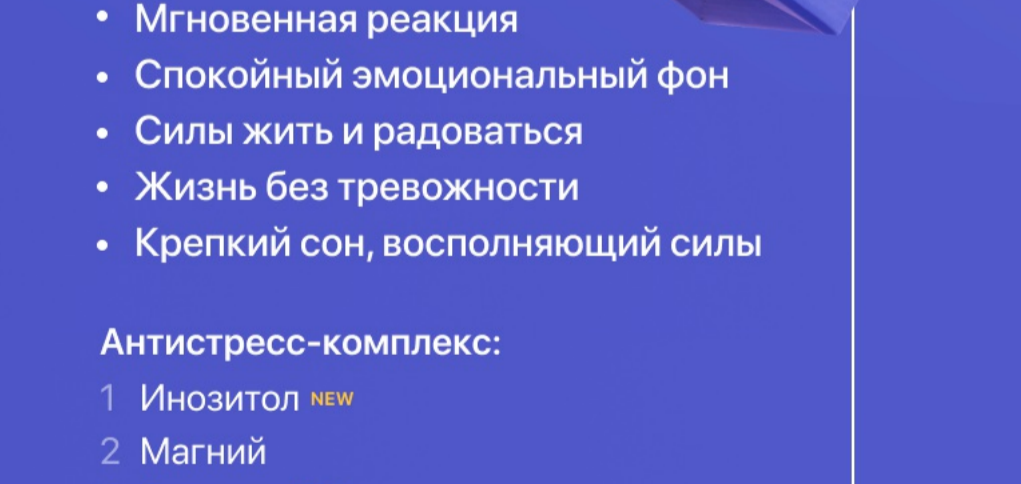 • Мгновенная реакция
• Спокойный эмоциональный фон
• Силы жить и радоваться
• Жизнь без тревожности
• Крепкий сон, восполняющий силы
Антистресс-комплекс:
1 Инозитол NEW
2 Магний